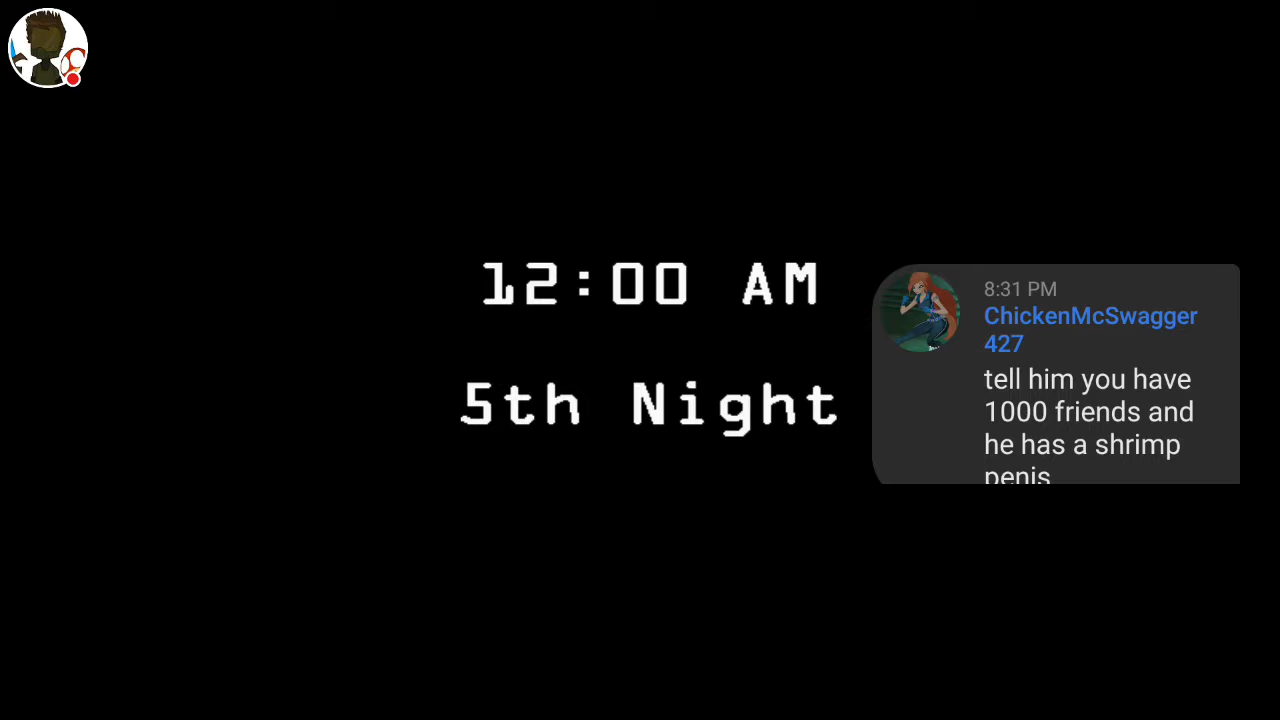 12:00 AM
5th Night
8:31 PM
ChickenMcSwagger
427
tell him you have
1000 friends and
he has a shrimp
penis